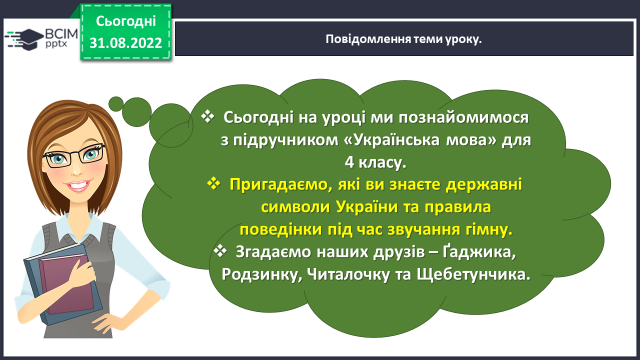 Сьогодні
31.08.2022
BCIM
pptx
Повідомлення теми уроку.
❖ Сьогодні на уроці ми познайомимося
з підручником «Українська мова» для
4 класу.
❖ Пригадаємо, які ви знаєте державні
символи України та правила
поведінки під час звучання гімну.
❖ Згадаємо наших друзів – Ґаджика,
Родзинку, Читалочку та Щебетунчика.